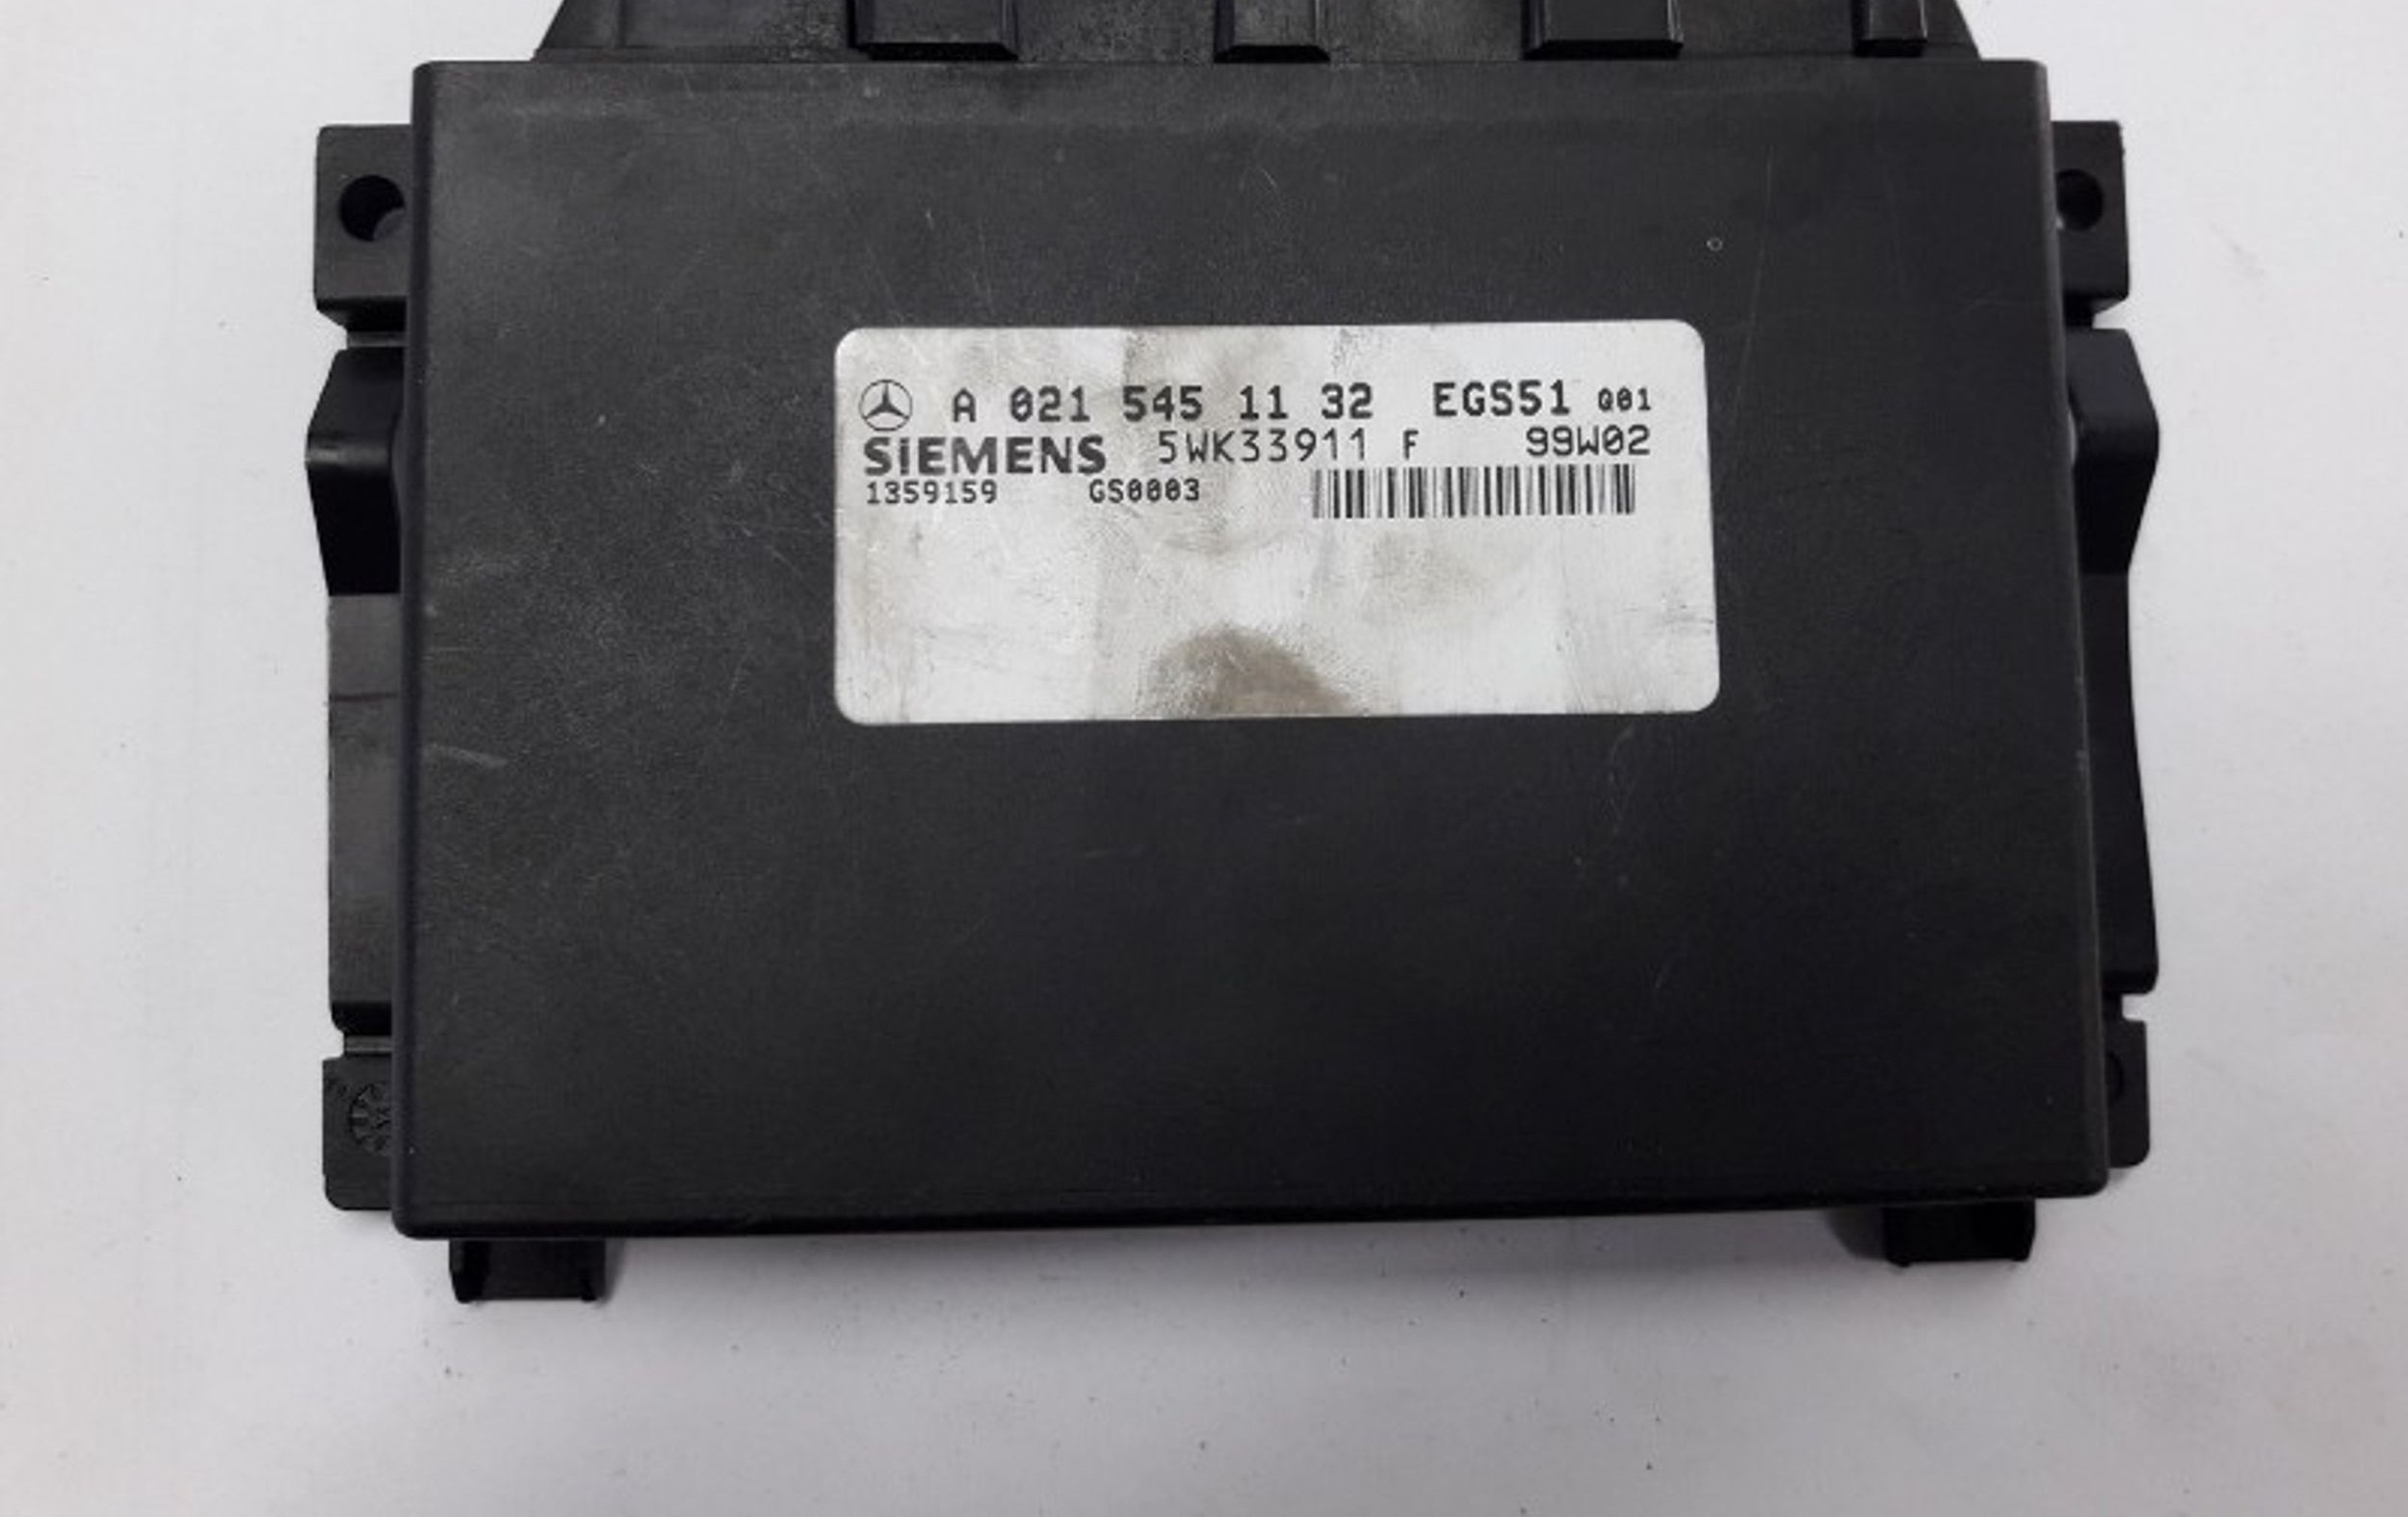 A 021 545 11 32 EGS51 Q01
SIEMENS 5WK33911 F 99W02
1359159 GS0003